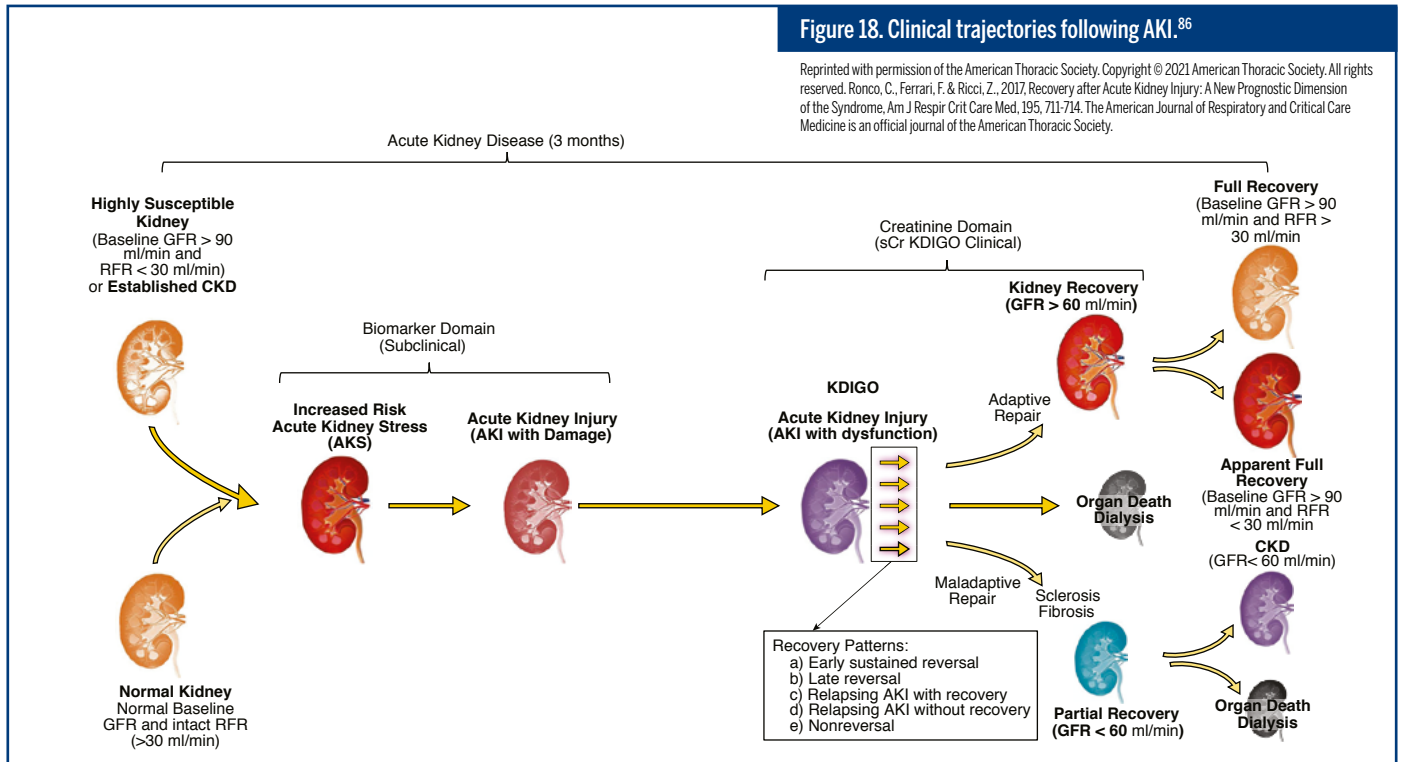 Figure 18. Clinical trajectories following AKI.86
Reprinted with permission of the American Thoracic Society. Copyright © 2021 American Thoracic Society. All rights
reserved. Ronco, C., Ferrari, F. & Ricci, Z., 2017, Recovery after Acute Kidney Injury: A New Prognostic Dimension
of the Syndrome, Am J Respir Crit Care Med, 195, 711-714. The American Journal of Respiratory and Critical Care
Medicine is an official journal of the American Thoracic Society.
Acute Kidney Disease (3 months)
Highly Susceptible
Kidney
(Baseline GFR > 90
ml/min and
RFR < 30 ml/min)
or Established CKD
Biomarker Domain
(Subclinical)
Creatinine Domain
(sCr KDIGO Clinical)
Full Recovery
(Baseline GFR > 90
ml/min and RFR >
30 ml/min
Kidney Recovery
(GFR > 60 ml/min)
Increased Risk
Acute Kidney Stress
(AKS)
Acute Kidney Injury
(AKI with Damage)
KDIGO
Acute Kidney Injury
(AKI with dysfunction)
Adaptive
Repair
Organ Death
Dialysis
Apparent Full
Recovery
(Baseline GFR > 90
ml/min and RFR
< 30 ml/min
CKD
(GFR< 60 ml/min)
Maladaptive
Repair
Sclerosis
Fibrosis
Normal Kidney
Normal Baseline
GFR and intact RFR
(>30 ml/min)
Recovery Patterns:
a) Early sustained reversal
b) Late reversal
c) Relapsing AKI with recovery
d) Relapsing AKI without recovery
e) Nonreversal
Partial Recovery
(GFR < 60 ml/min)
Organ Death
Dialysis